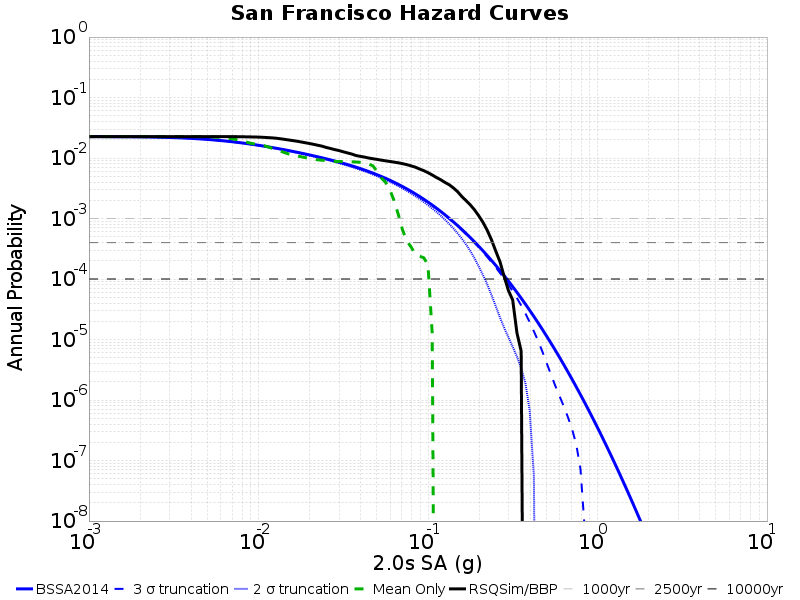 San Francisco Hazard Curves
10^0
10^-1
10^-2
10^-3
10^-4
10^-5
10^-6
10^-7
10^-8
Annual Probability
10^-3 10^-2 10^-1 10^0 10^1
2.0s SA (g)
BSSA2014 3 σ truncation 2 σ truncation Mean Only RSQSim/BBP 1000yr 2500yr 10000yr